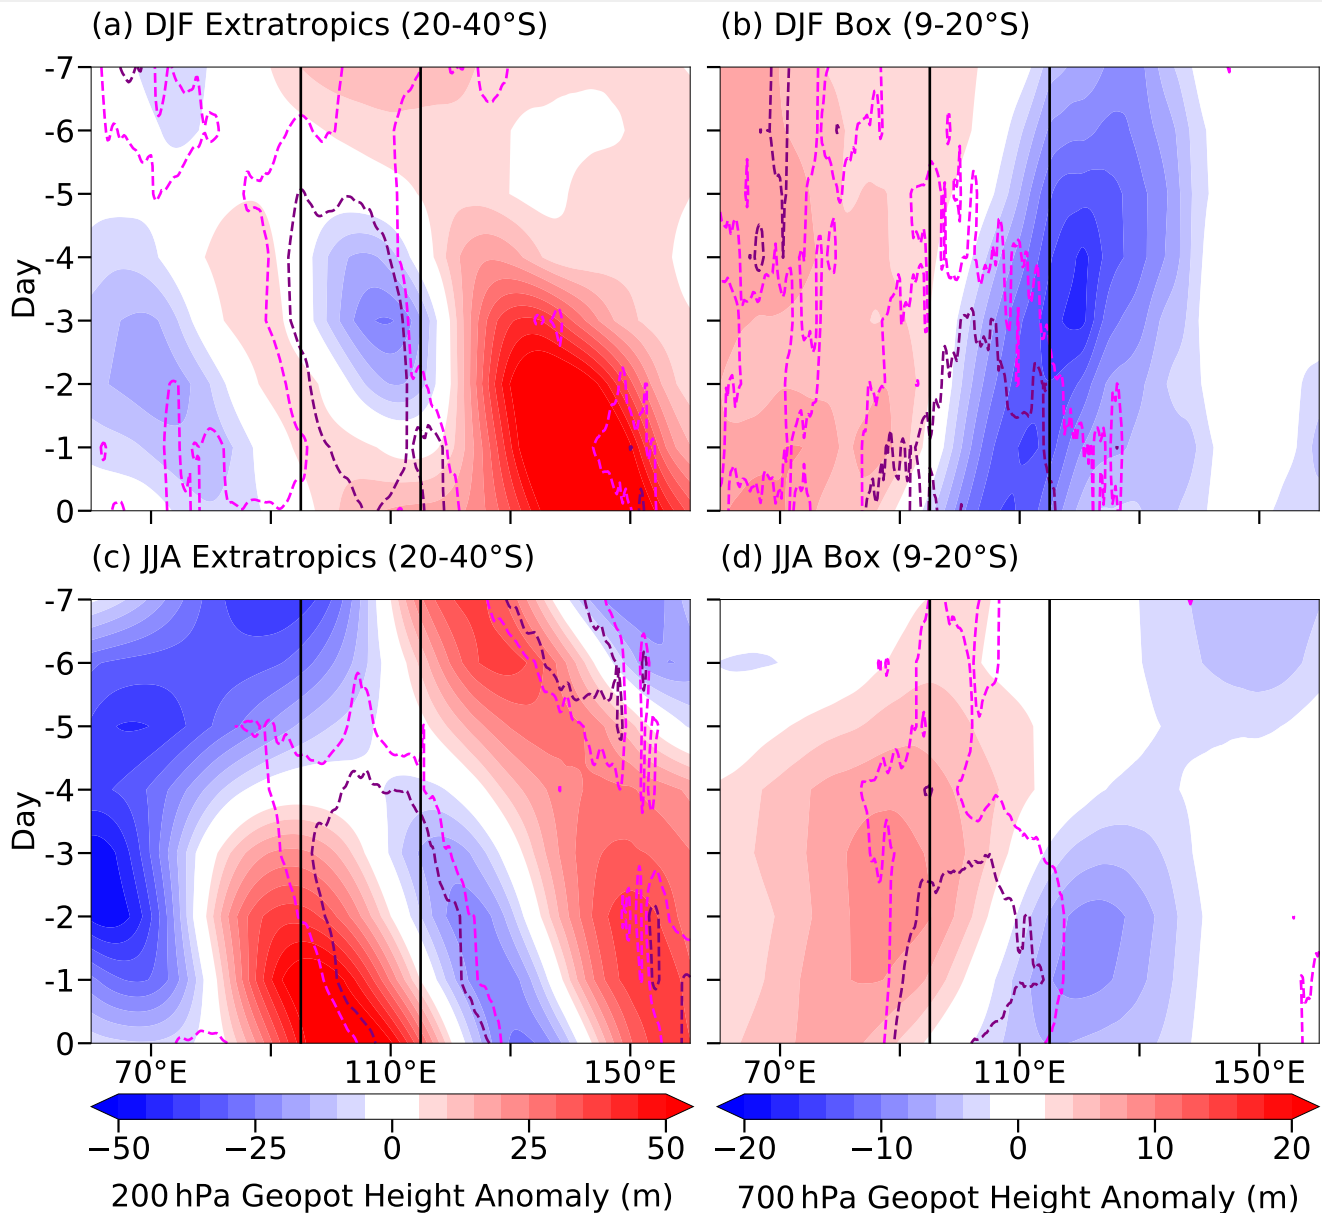 (a) DJF Extratropics (20-40°S)
(b) DJF Box (9-20°S)
-7
-6
-5
-4
-3
-2
-1
0
Day
(c) JJA Extratropics (20-40°S)
(d) JJA Box (9-20°S)
-7
-6
-5
-4
-3
-2
-1
0
Day
70°E 110°E 150°E
70°E 110°E 150°E
−50 −25 0 25 50
−20 −10 0 10 20
200 hPa Geopot Height Anomaly (m)
700 hPa Geopot Height Anomaly (m)